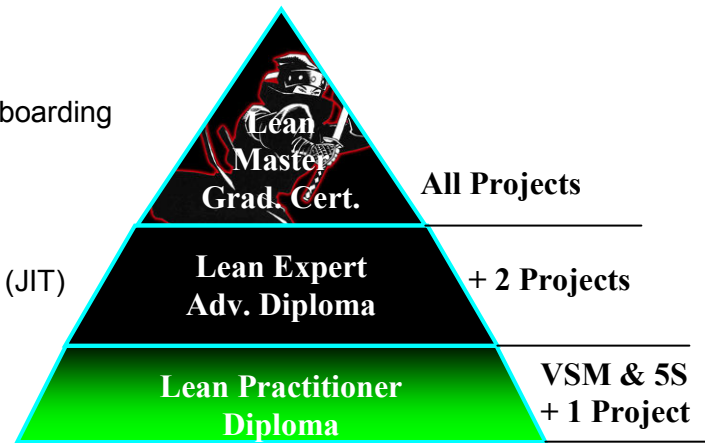 boarding
Lean
Master
Grad. Cert.
All Projects
(JIT)
Lean Expert
Adv. Diploma
+ 2 Projects
Lean Practitioner
Diploma
VSM & 5S
+ 1 Project